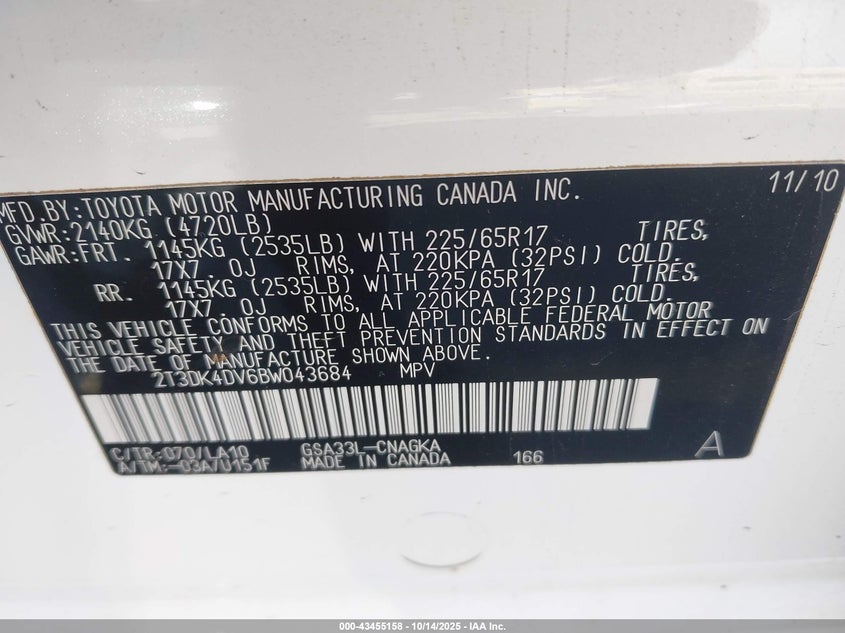 MFD.BY:TOYOTA MOTOR MANUFACTURING CANADA INC. 11/10
GVWR:2140KG (4720LB)
GAWR:FRT. 1145KG (2535LB) WITH 225/65R17 TIRES,
17X7.0J RIMS, AT 220KPA (32PSI) COLD.
RR. 1145KG (2535LB) WITH 225/65R17 TIRES,
17X7.0J RIMS, AT 220KPA (32PSI) COLD.
THIS VEHICLE CONFORMS TO ALL APPLICABLE FEDERAL MOTOR
VEHICLE SAFETY AND THEFT PREVENTION STANDARDS IN EFFECT ON
THE DATE OF MANUFACTURE SHOWN ABOVE.
2T3DK4DV6BW043684 MPV
C/TR:070/LA10 GSA33L-CNAGKA
A/TM:-03A/U151F MADE IN CANADA 166 A
000-43455158 - 10/14/2025 - IAA Inc.